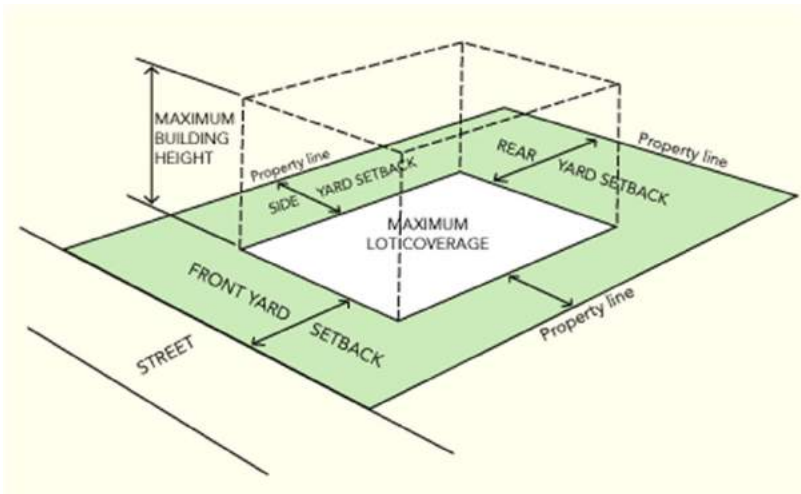 MAXIMUM
BUILDING
HEIGHT
Property line
SIDE YARD SETBACK
REAR YARD SETBACK
Property line
MAXIMUM
LOTICOVERAGE
FRONT YARD SETBACK
Property line
STREET